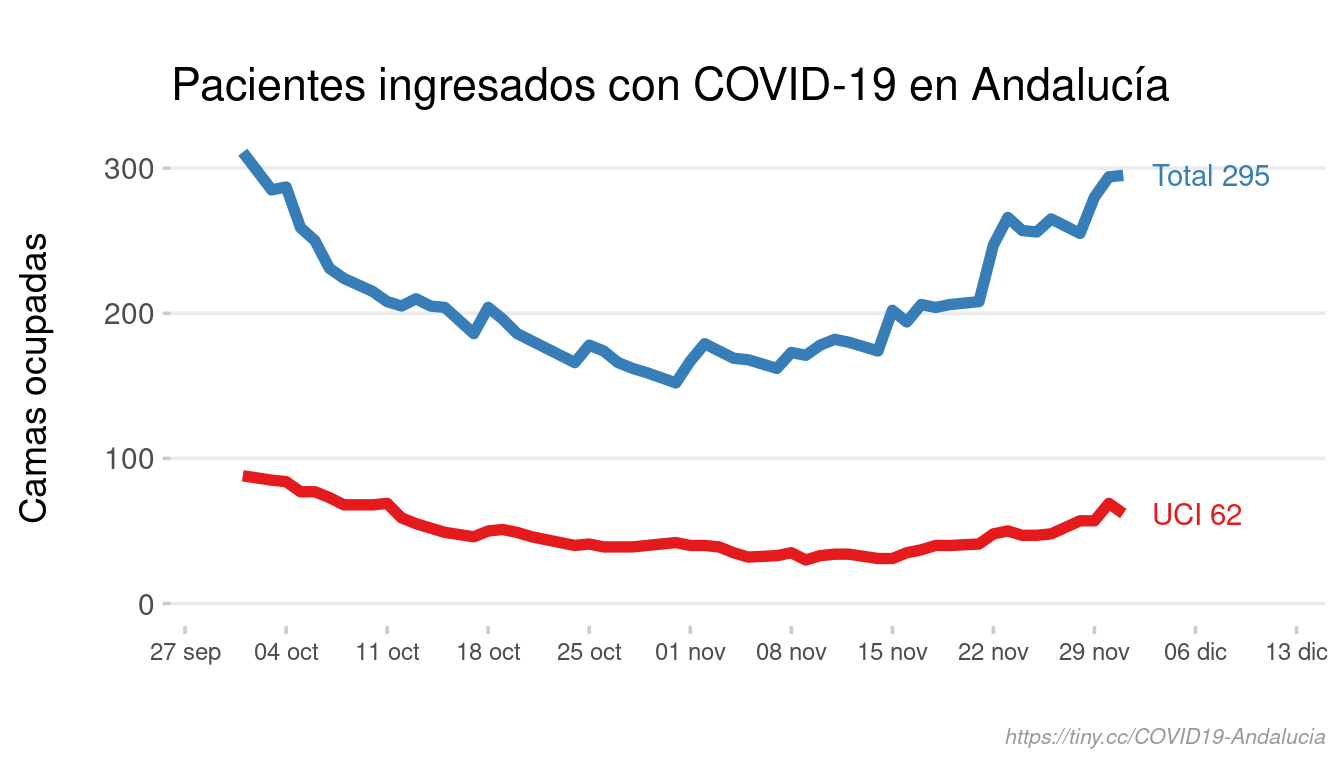 Pacientes ingresados con COVID-19 en Andalucía
Camas ocupadas
300
200
100
0
Total 295
UCI 62
27 sep 04 oct 11 oct 18 oct 25 oct 01 nov 08 nov 15 nov 22 nov 29 nov 06 dic 13 dic
https://tiny.cc/COVID19-Andalucia